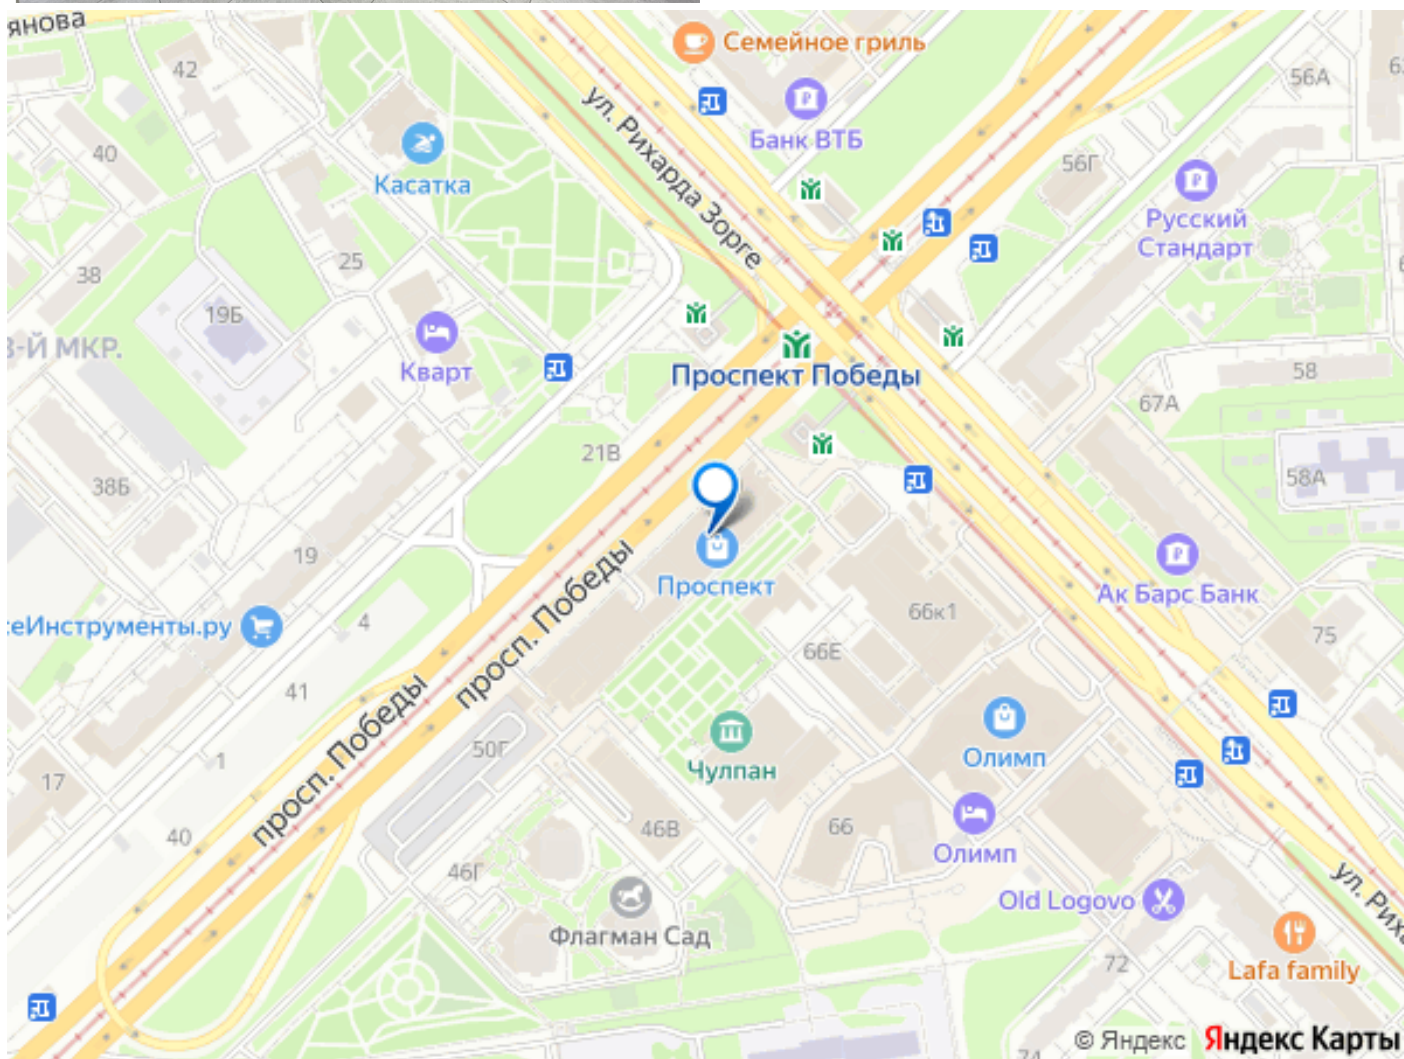 янова
42
Семейное гриль
56А
ул. Рихарда Зорге
Банк ВТБ
40
Касатка
56Г
Русский
Стандарт
25
38
19Б
3-Й МКР.
Кварт
Проспект Победы
58
67А
21В
38Б
58А
19
просп. Победы
Проспект
Ак Барс Банк
еИнструменты.ру
4
66к1
75
66Е
41
просп. Победы
50Г
Чулпан
Олимп
1
17
40
46В
66
Олимп
46Г
Old Logovo
ул. Рих
Флагман Сад
72
Lafa family
74
© Яндекс Яндекс Карты